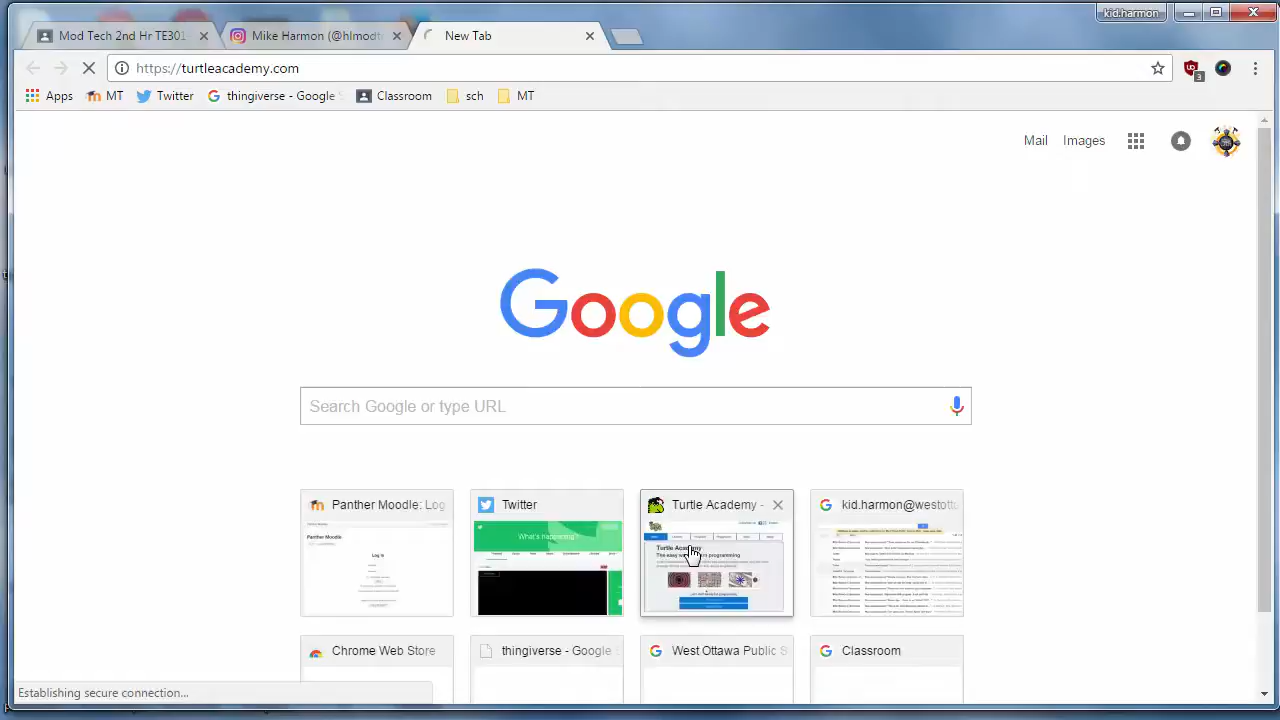 kid.harmon
Mod Tech 2nd Hr TE301
Mike Harmon (@hlmodt
New Tab
https://turtleacademy.com
3
Apps
MT
Twitter
thingiverse - Google S
Classroom
sch
MT
Mail
Images
Google
Search Google or type URL
Panther Moodle: Log
Twitter
Turtle Academy -
kid.harmon@westotta
Panther Moodle
Log In
What's happening?
Turtle Academy
Chrome Web Store
thingiverse - Google
West Ottawa Public S
Classroom
Establishing secure connection...